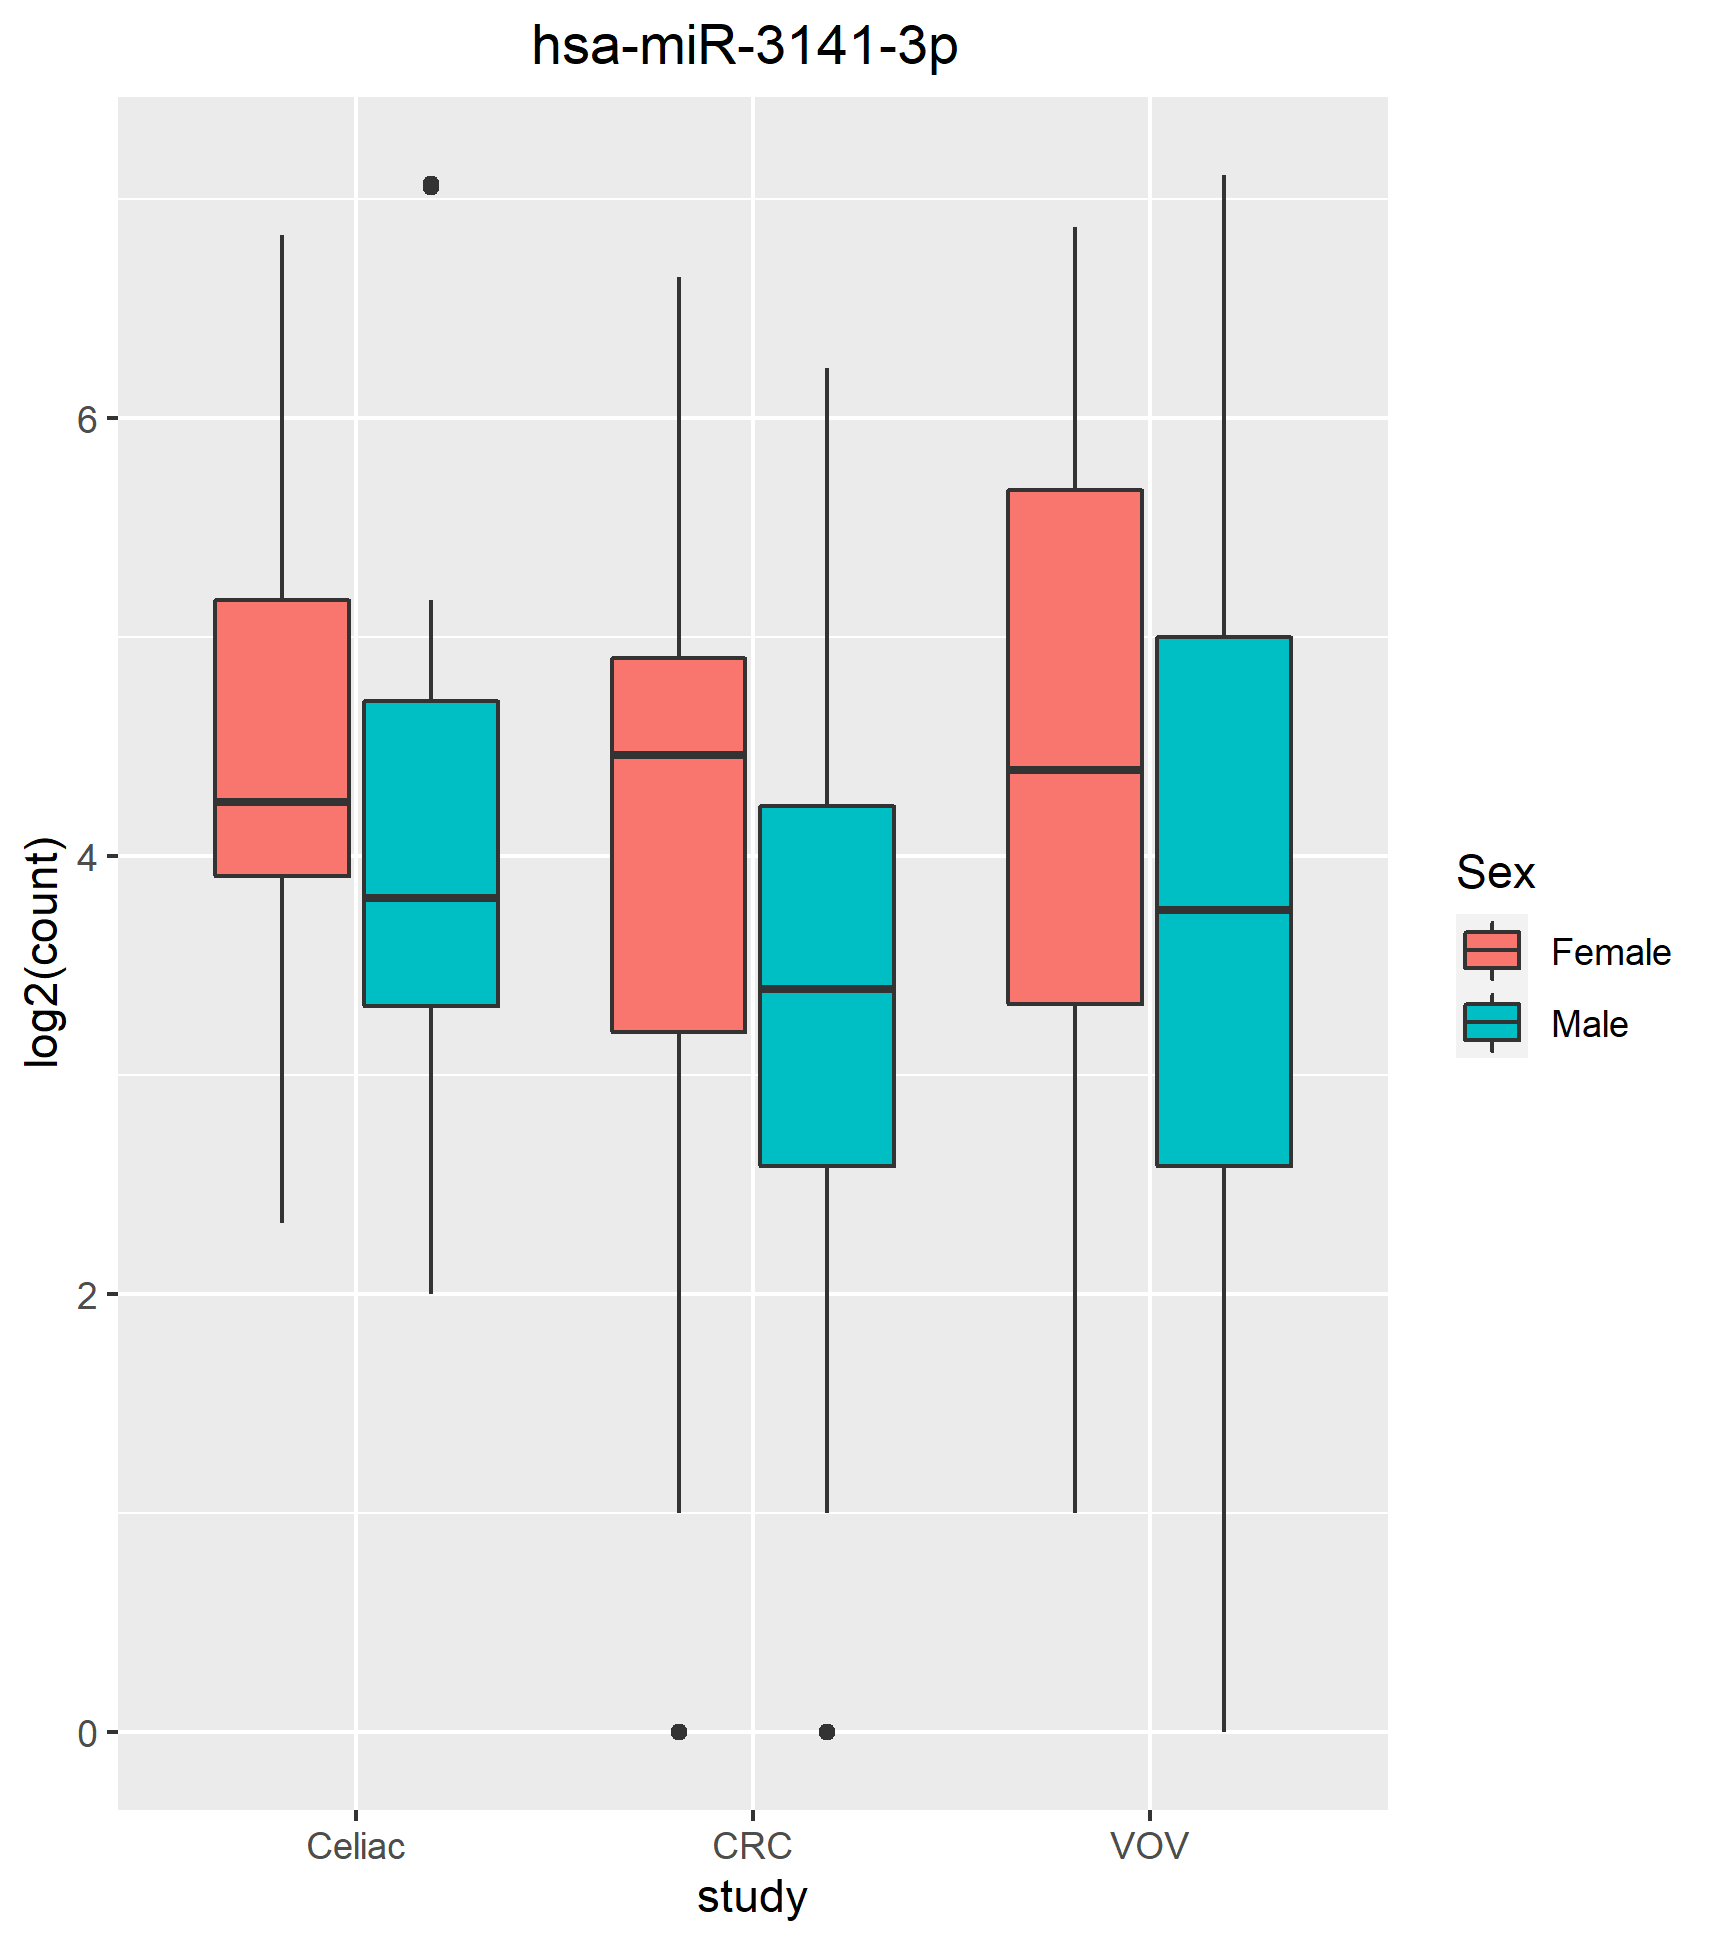 hsa-miR-3141-3p
log2(count)
6
4
2
0
Celiac CRC VOV
study
Sex
Female
Male